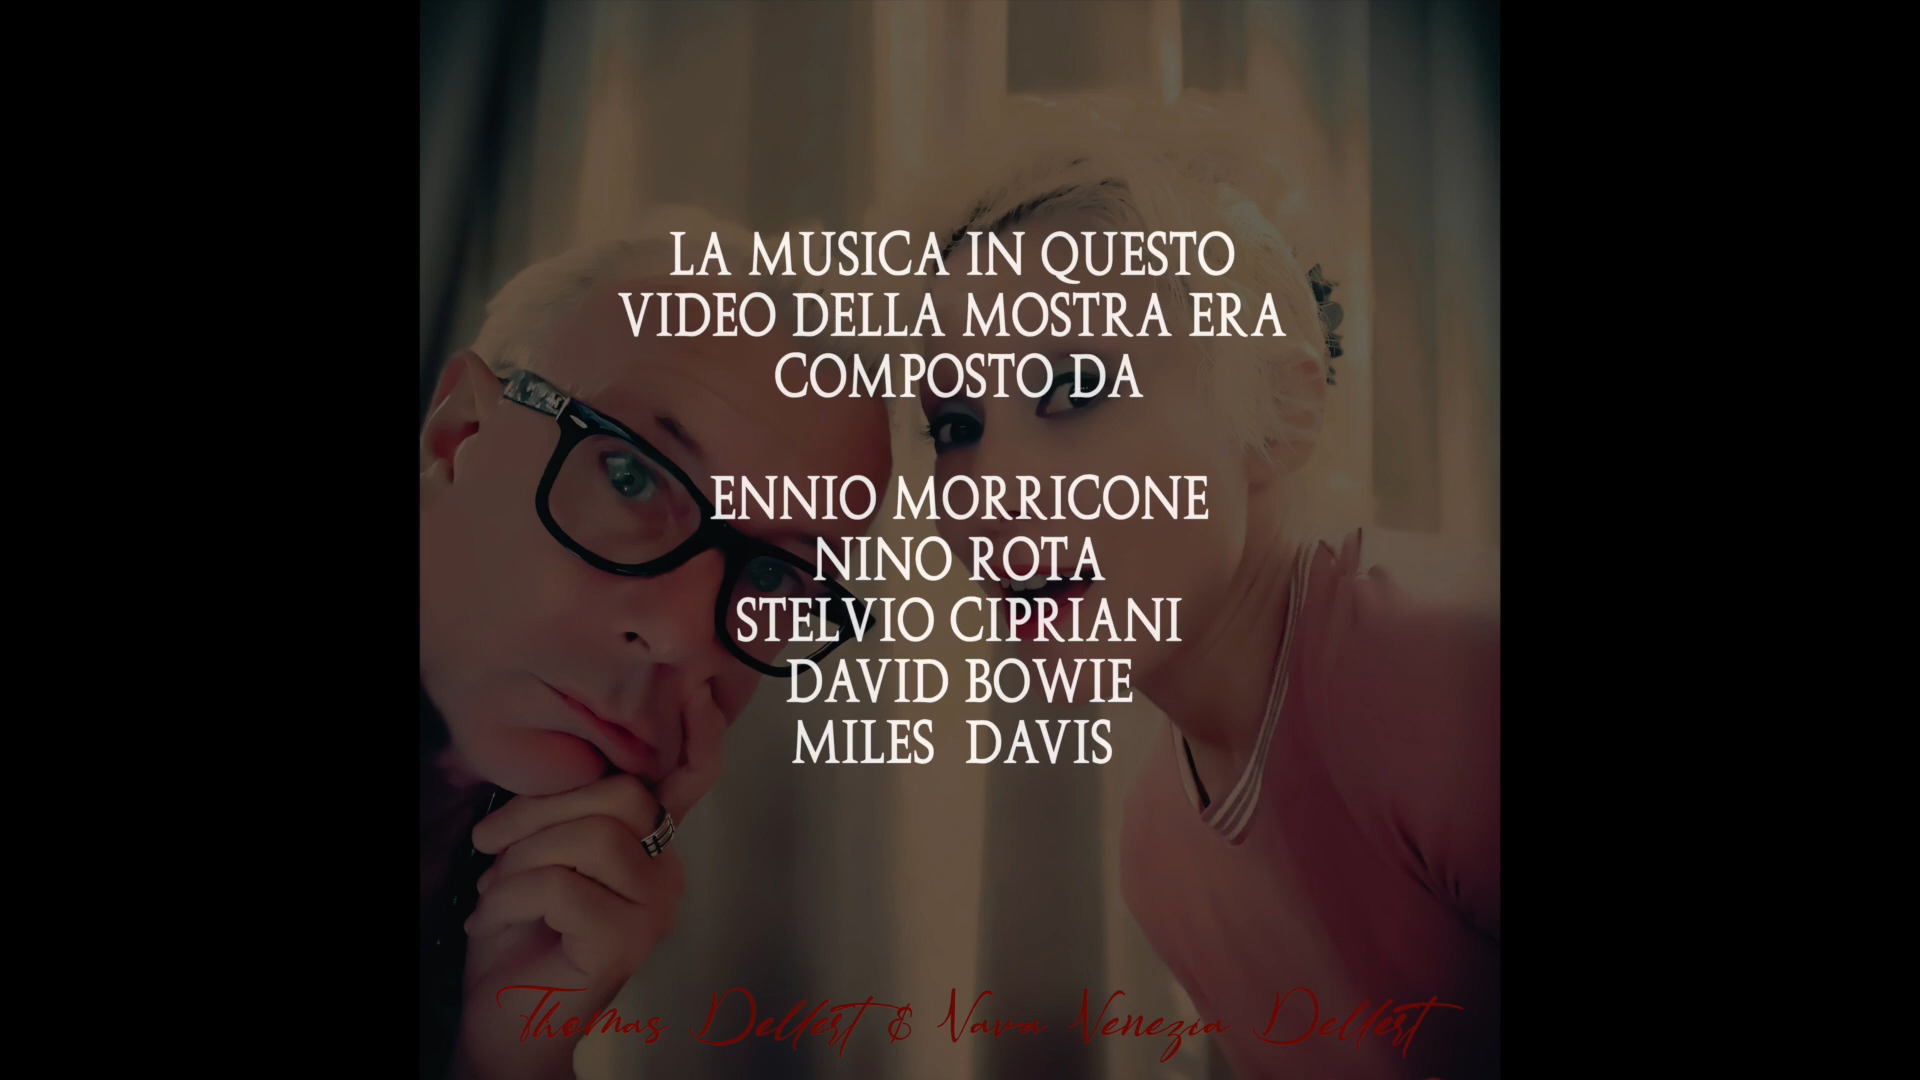 LA MUSICA IN QUESTO
VIDEO DELLA MOSTRA ERA
COMPOSTO DA
ENNIO MORRICONE
NINO ROTA
STELVIO CIPRIANI
DAVID BOWIE
MILES DAVIS
Thomas Dellert & Nava Venezia Dellert